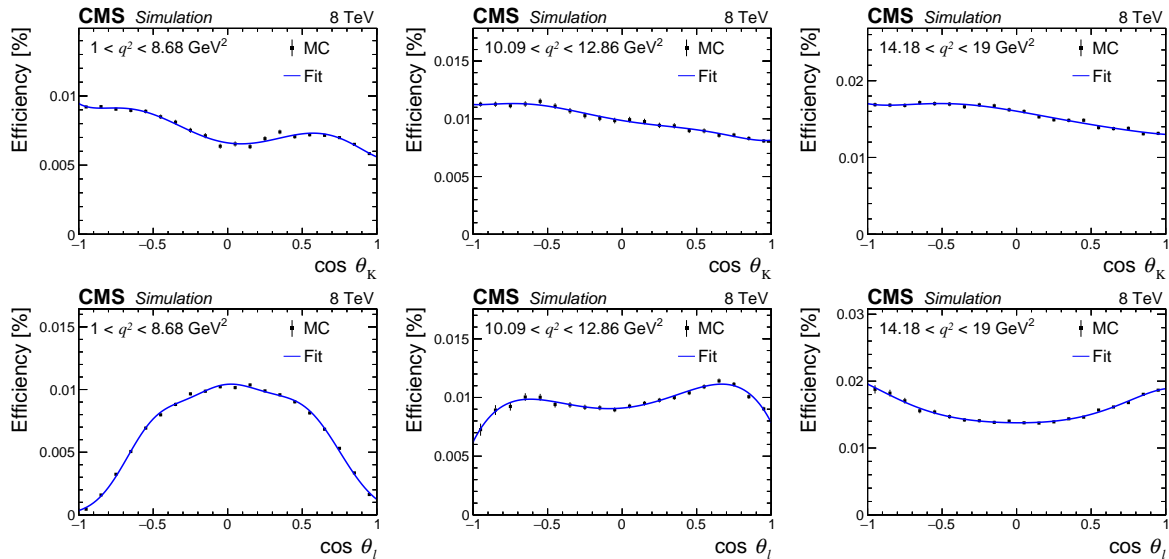 CMS Simulation 8 TeV
Efficiency [%]
1 < q² < 8.68 GeV²
MC
Fit
0.01
0.005
0
−1 −0.5 0 0.5 1
cos θ_K
CMS Simulation 8 TeV
Efficiency [%]
10.09 < q² < 12.86 GeV²
MC
Fit
0.015
0.01
0.005
0
−1 −0.5 0 0.5 1
cos θ_K
CMS Simulation 8 TeV
Efficiency [%]
14.18 < q² < 19 GeV²
MC
Fit
0.02
0.01
0
−1 −0.5 0 0.5 1
cos θ_K
CMS Simulation 8 TeV
Efficiency [%]
1 < q² < 8.68 GeV²
MC
Fit
0.015
0.01
0.005
0
−1 −0.5 0 0.5 1
cos θ_l
CMS Simulation 8 TeV
Efficiency [%]
10.09 < q² < 12.86 GeV²
MC
Fit
0.015
0.01
0.005
0
−1 −0.5 0 0.5 1
cos θ_l
CMS Simulation 8 TeV
Efficiency [%]
14.18 < q² < 19 GeV²
MC
Fit
0.03
0.02
0.01
0
−1 −0.5 0 0.5 1
cos θ_l